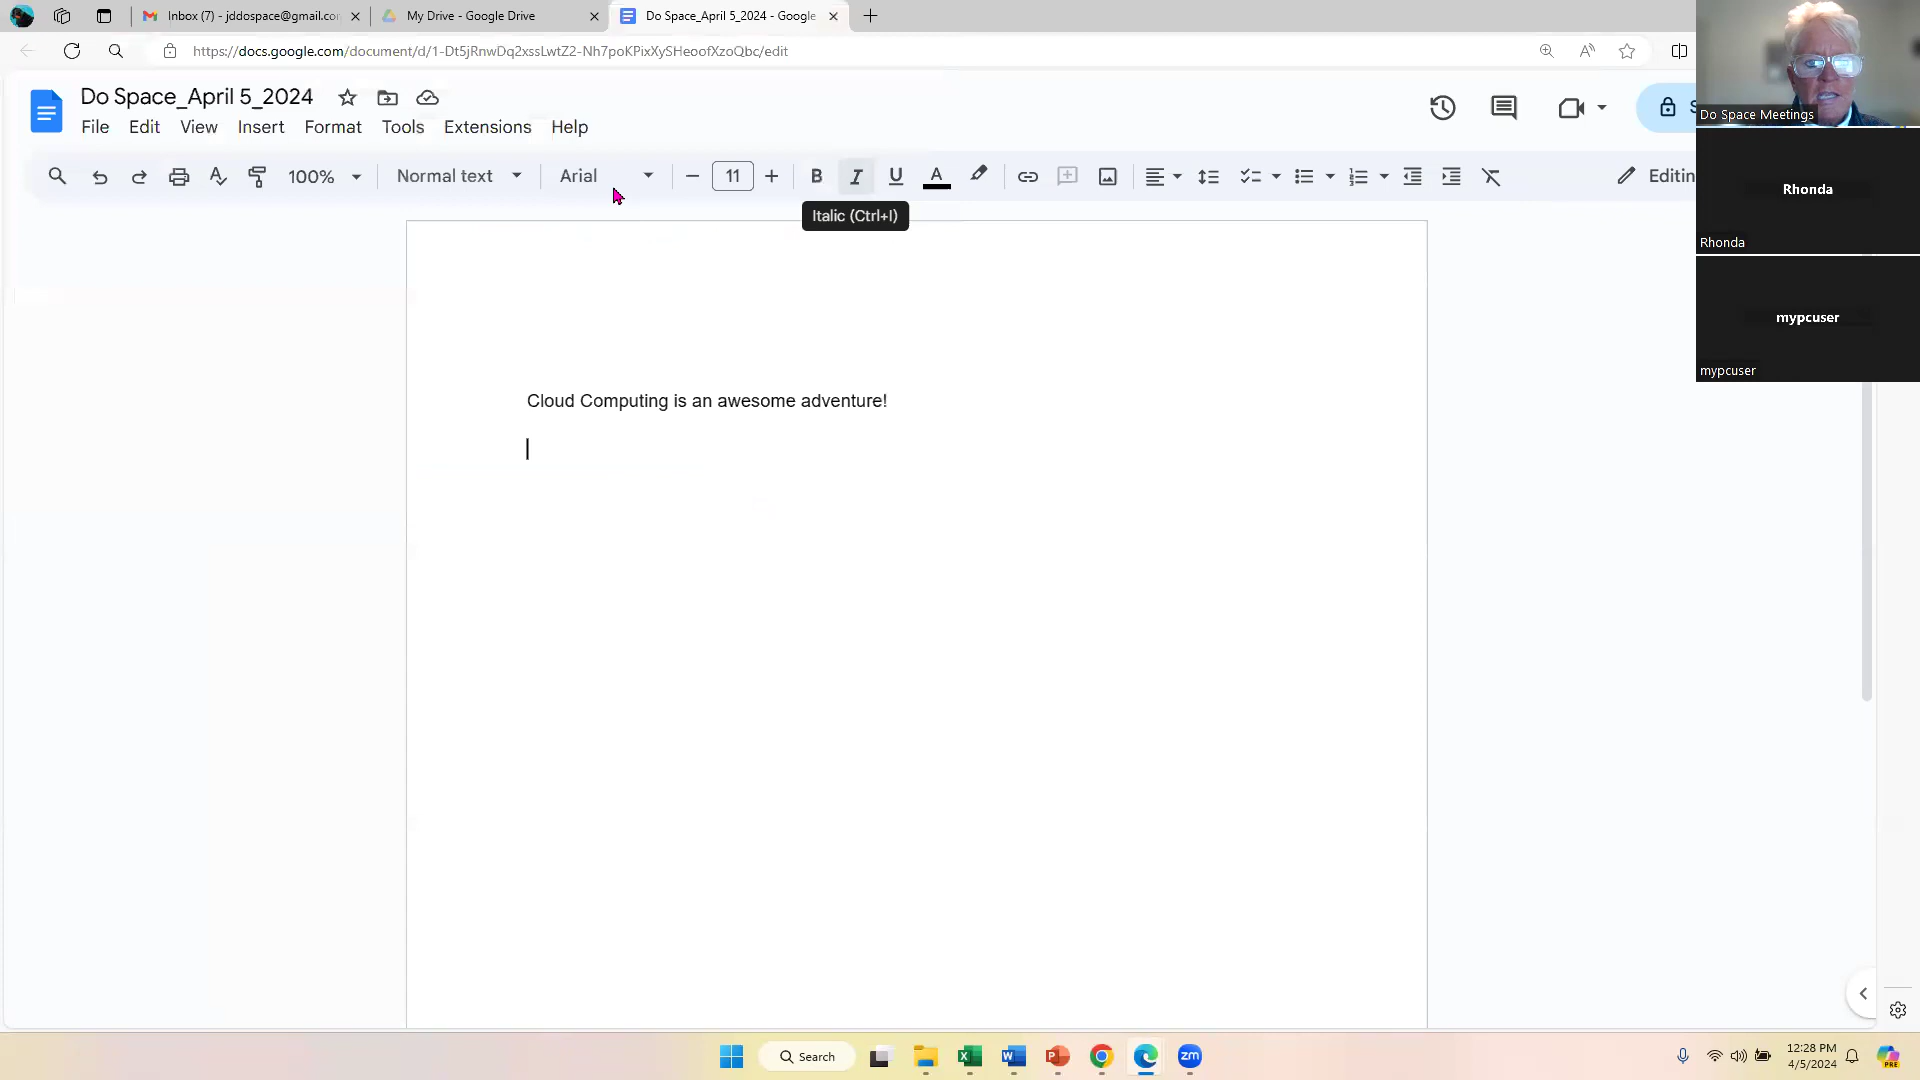 Inbox (7) - jddospace@gmail.co
My Drive - Google Drive
Do Space_April 5_2024 - Google
https://docs.google.com/document/d/1-Dt5jRnwDq2xssLwtZ2-Nh7poKPixXySHeoofXzoQbc/edit
Do Space_April 5_2024
File Edit View Insert Format Tools Extensions Help
100% Normal text Arial 11 B I U A Editin
Italic (Ctrl+I)
Cloud Computing is an awesome adventure!
Do Space Meetings
Rhonda
Rhonda
mypcuser
mypcuser
Search
zm
12:28 PM
4/5/2024
PRE